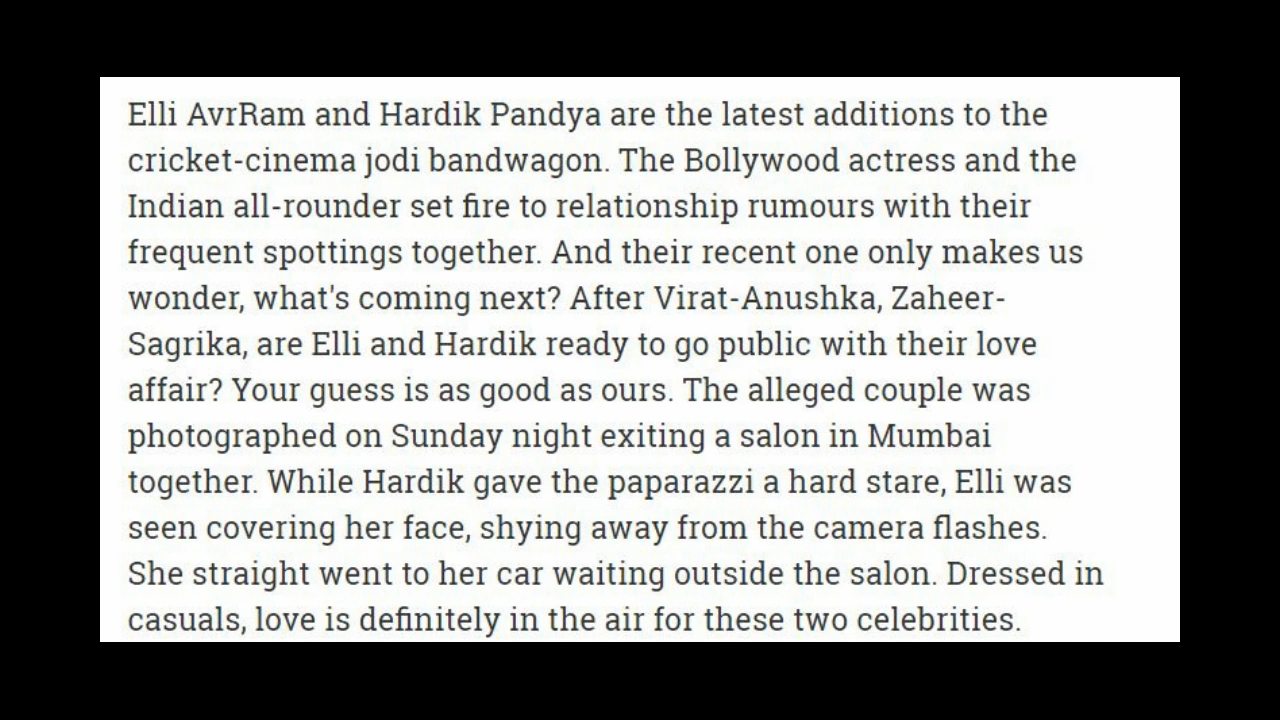 Elli AvrRam and Hardik Pandya are the latest additions to the
cricket-cinema jodi bandwagon. The Bollywood actress and the
Indian all-rounder set fire to relationship rumours with their
frequent spottings together. And their recent one only makes us
wonder, what's coming next? After Virat-Anushka, Zaheer-
Sagrika, are Elli and Hardik ready to go public with their love
affair? Your guess is as good as ours. The alleged couple was
photographed on Sunday night exiting a salon in Mumbai
together. While Hardik gave the paparazzi a hard stare, Elli was
seen covering her face, shying away from the camera flashes.
She straight went to her car waiting outside the salon. Dressed in
casuals, love is definitely in the air for these two celebrities.